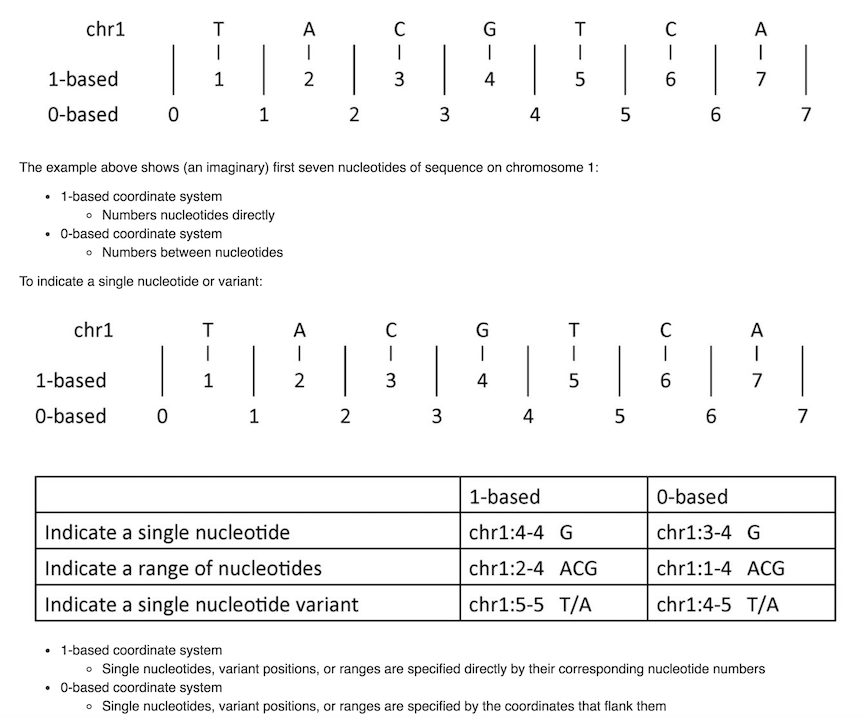 chr1 T A C G T C A
1-based 1 2 3 4 5 6 7
0-based 0 1 2 3 4 5 6 7
The example above shows (an imaginary) first seven nucleotides of sequence on chromosome 1:
• 1-based coordinate system
◦ Numbers nucleotides directly
• 0-based coordinate system
◦ Numbers between nucleotides
To indicate a single nucleotide or variant:
chr1 T A C G T C A
1-based 1 2 3 4 5 6 7
0-based 0 1 2 3 4 5 6 7
1-based 0-based
Indicate a single nucleotide chr1:4-4 G chr1:3-4 G
Indicate a range of nucleotides chr1:2-4 ACG chr1:1-4 ACG
Indicate a single nucleotide variant chr1:5-5 T/A chr1:4-5 T/A
• 1-based coordinate system
◦ Single nucleotides, variant positions, or ranges are specified directly by their corresponding nucleotide numbers
• 0-based coordinate system
◦ Single nucleotides, variant positions, or ranges are specified by the coordinates that flank them